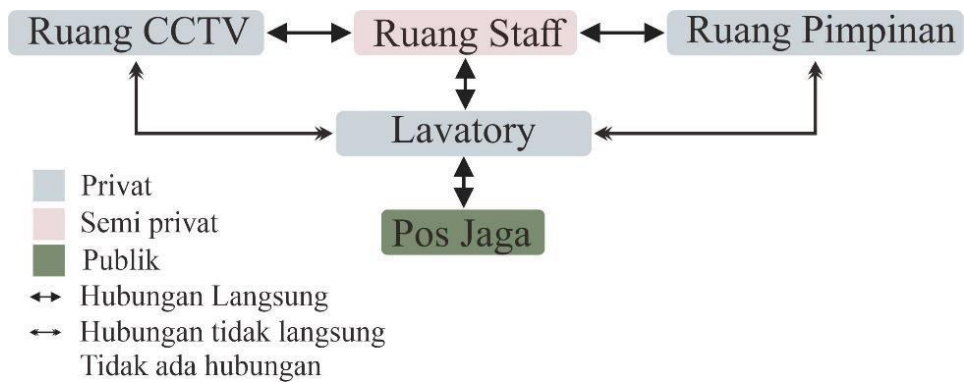 Ruang CCTV
Ruang Staff
Ruang Pimpinan
Lavatory
Pos Jaga
Privat
Semi privat
Publik
Hubungan Langsung
Hubungan tidak langsung
Tidak ada hubungan